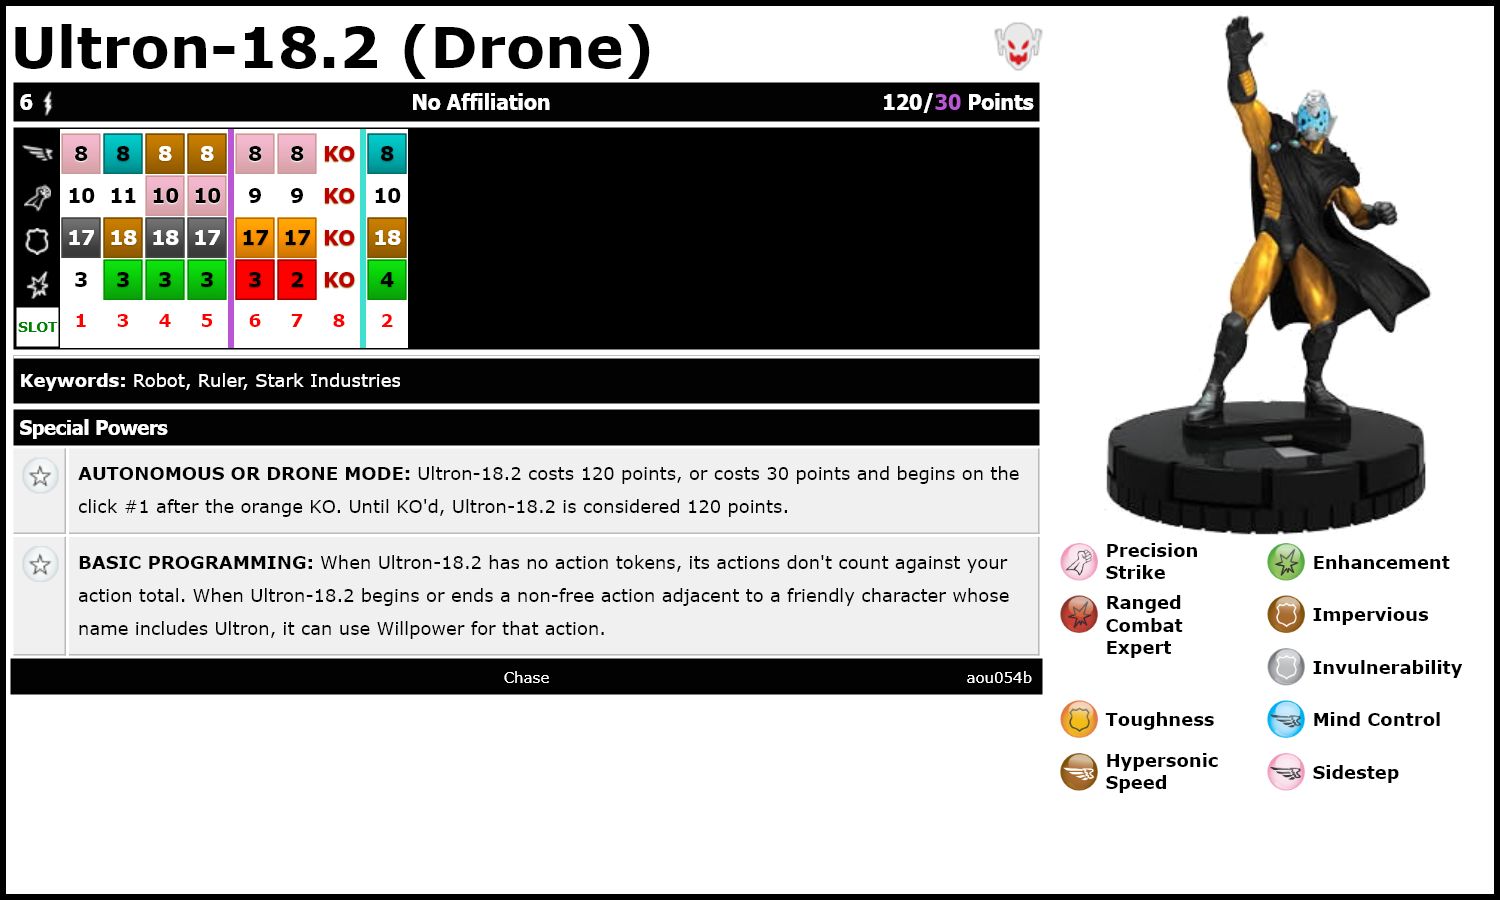 Ultron-18.2 (Drone)
6 No Affiliation 120/30 Points
8 8 8 8 8 8 KO 8
10 11 10 10 9 9 KO 10
17 18 18 17 17 17 KO 18
3 3 3 3 3 2 KO 4
SLOT 1 3 4 5 6 7 8 2
Keywords: Robot, Ruler, Stark Industries
Special Powers
AUTONOMOUS OR DRONE MODE: Ultron-18.2 costs 120 points, or costs 30 points and begins on the
click #1 after the orange KO. Until KO'd, Ultron-18.2 is considered 120 points.
BASIC PROGRAMMING: When Ultron-18.2 has no action tokens, its actions don't count against your
action total. When Ultron-18.2 begins or ends a non-free action adjacent to a friendly character whose
name includes Ultron, it can use Willpower for that action.
Chase aou054b
Precision
Strike
Enhancement
Ranged
Combat
Expert
Impervious
Invulnerability
Toughness
Mind Control
Hypersonic
Speed
Sidestep